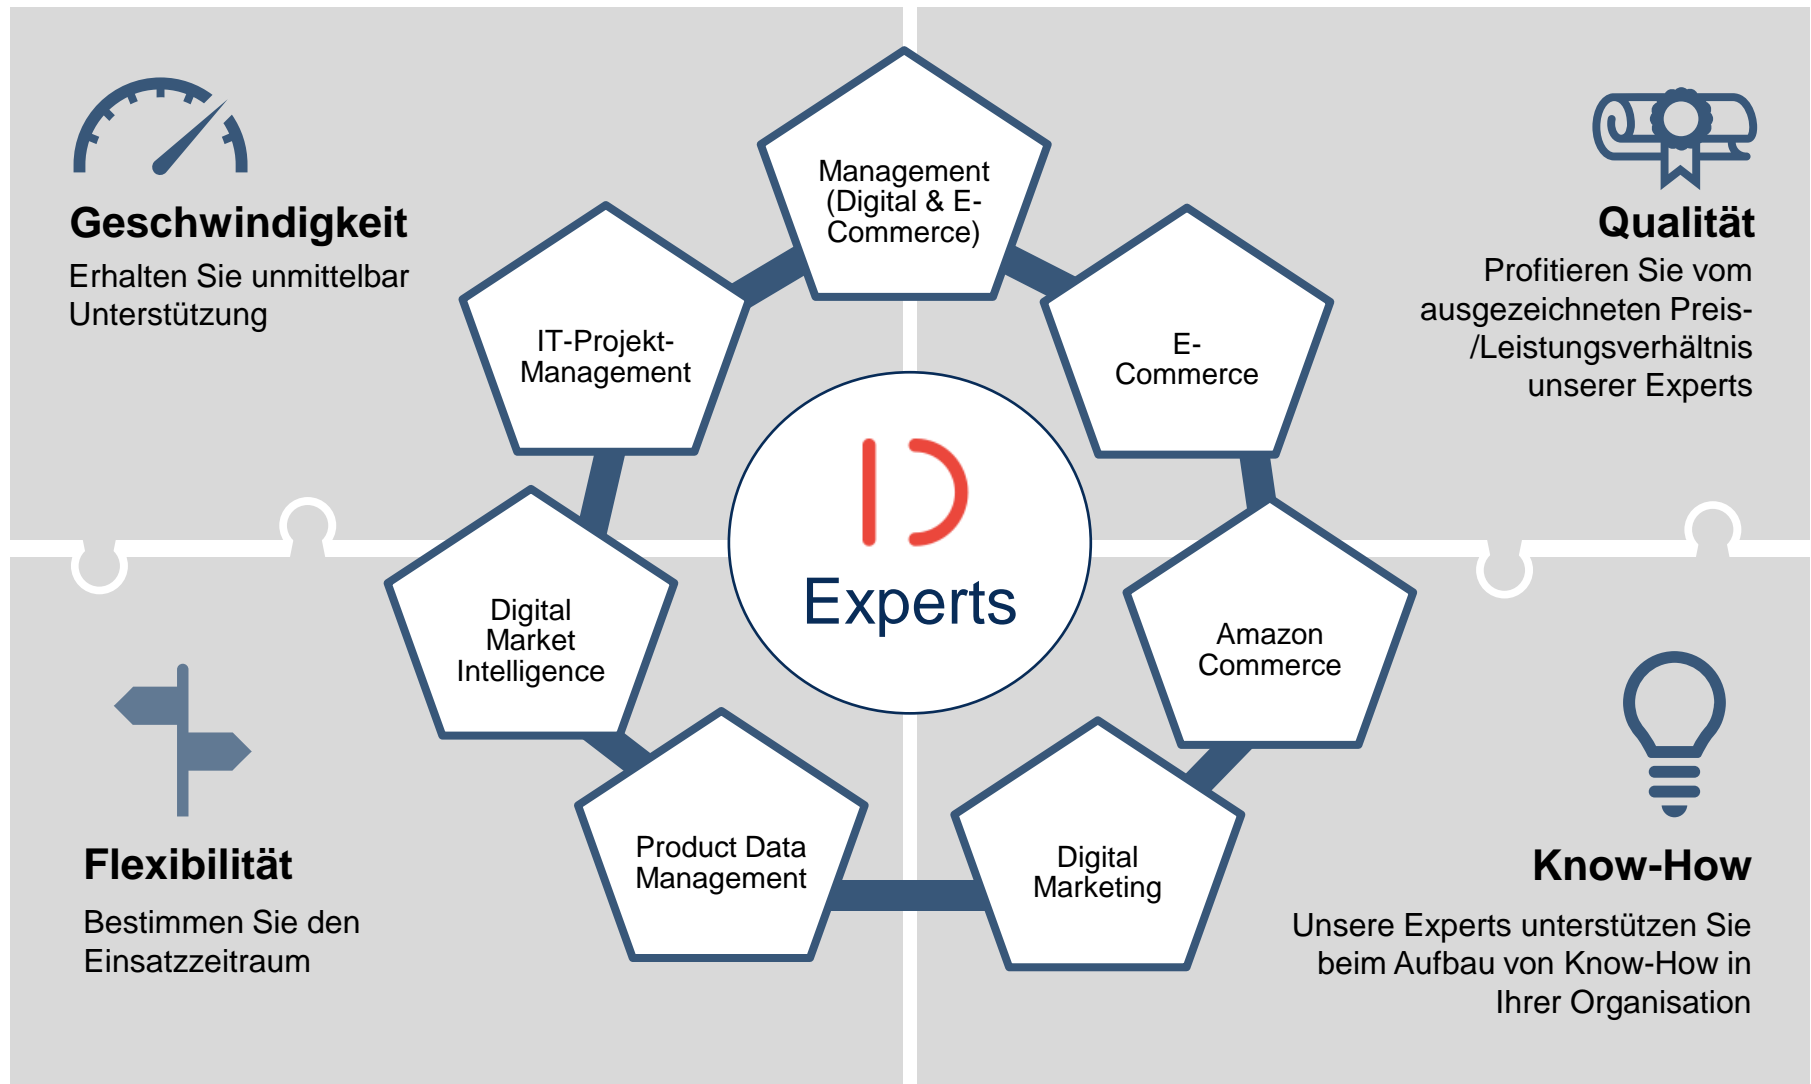 Geschwindigkeit
Erhalten Sie unmittelbar
Unterstützung
Management
(Digital & E-
Commerce)
Qualität
Profitieren Sie vom
ausgezeichneten Preis-
/Leistungsverhältnis
unserer Experts
IT-Projekt-
Management
E-
Commerce
ID
Experts
Digital
Market
Intelligence
Amazon
Commerce
Product Data
Management
Digital
Marketing
Flexibilität
Bestimmen Sie den
Einsatzzeitraum
Know-How
Unsere Experts unterstützen Sie
beim Aufbau von Know-How in
Ihrer Organisation